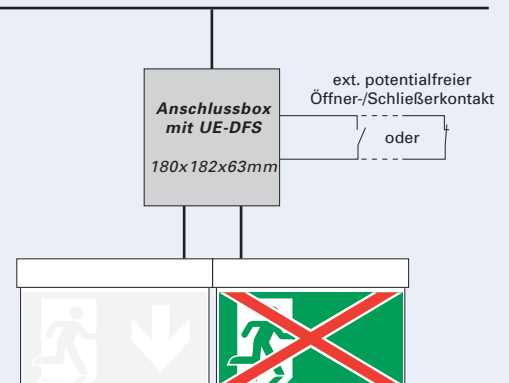 ext. potentialfreier
Öffner-/Schließerkontakt
Anschlussbox
mit UE-DFS
oder
180x182x63mm